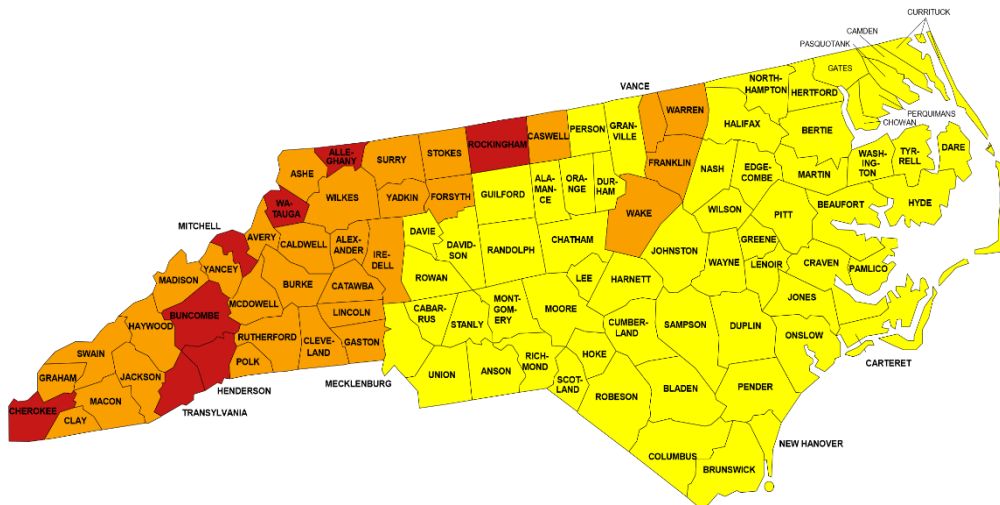 CURRITUCK
CAMDEN
PASQUOTANK
GATES
NORTH-
HAMPTON
HERTFORD
VANCE
WARREN
PERQUIMANS
CHOWAN
HALIFAX
BERTIE
ROCKINGHAM
CASWELL
PERSON
GRAN-
VILLE
ALLE-
GHANY
SURRY
STOKES
ASHE
FRANKLIN
NASH
EDGE-
COMBE
MARTIN
WASH-
ING-
TON
TYR-
RELL
DARE
WILKES
YADKIN
FORSYTH
GUILFORD
ALA-
MANCE
OR-
ANGE
DUR-
HAM
WA-
TAUGA
WAKE
WILSON
PITT
BEAUFORT
HYDE
MITCHELL
AVERY
CALDWELL
ALEX-
ANDER
IRE-
DELL
DAVIE
DAVID-
SON
RANDOLPH
CHATHAM
JOHNSTON
GREENE
WAYNE
LENOIR
CRAVEN
PAMLICO
MADISON
YANCEY
MCDOWELL
BURKE
CATAWBA
ROWAN
LEE
HARNETT
JONES
BUNCOMBE
HAYWOOD
LINCOLN
RUTHERFORD
CLEVE-
LAND
GASTON
CABAR-
RUS
STANLY
MONT-
GOM-
ERY
MOORE
CUMBER-
LAND
SAMPSON
DUPLIN
ONSLOW
SWAIN
GRAHAM
JACKSON
POLK
MACON
HENDERSON
TRANSYLVANIA
MECKLENBURG
UNION
ANSON
RICH-
MOND
SCOT-
LAND
HOKE
ROBESON
BLADEN
PENDER
CARTERET
CHEROKEE
CLAY
COLUMBUS
BRUNSWICK
NEW HANOVER